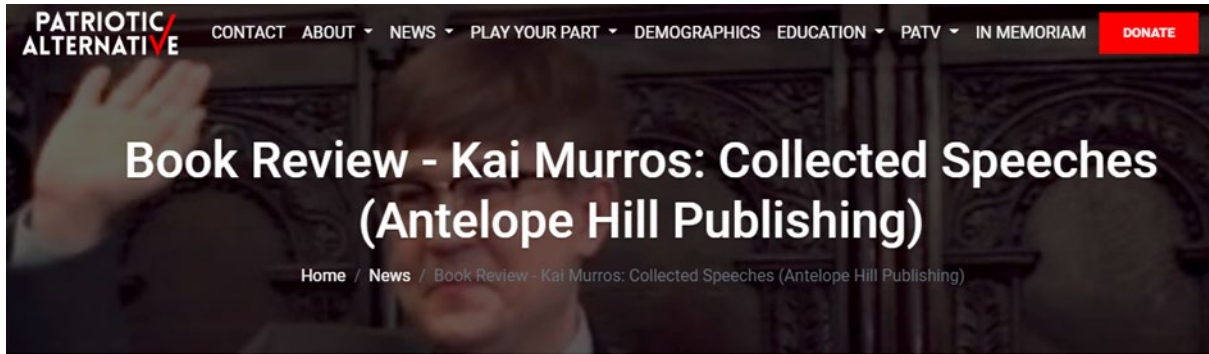 PATRIOTIC
ALTERNATIVE
CONTACT ABOUT NEWS PLAY YOUR PART DEMOGRAPHICS EDUCATION PATV IN MEMORIAM DONATE
Book Review - Kai Murros: Collected Speeches
(Antelope Hill Publishing)
Home / News / Book Review - Kai Murros: Collected Speeches (Antelope Hill Publishing)